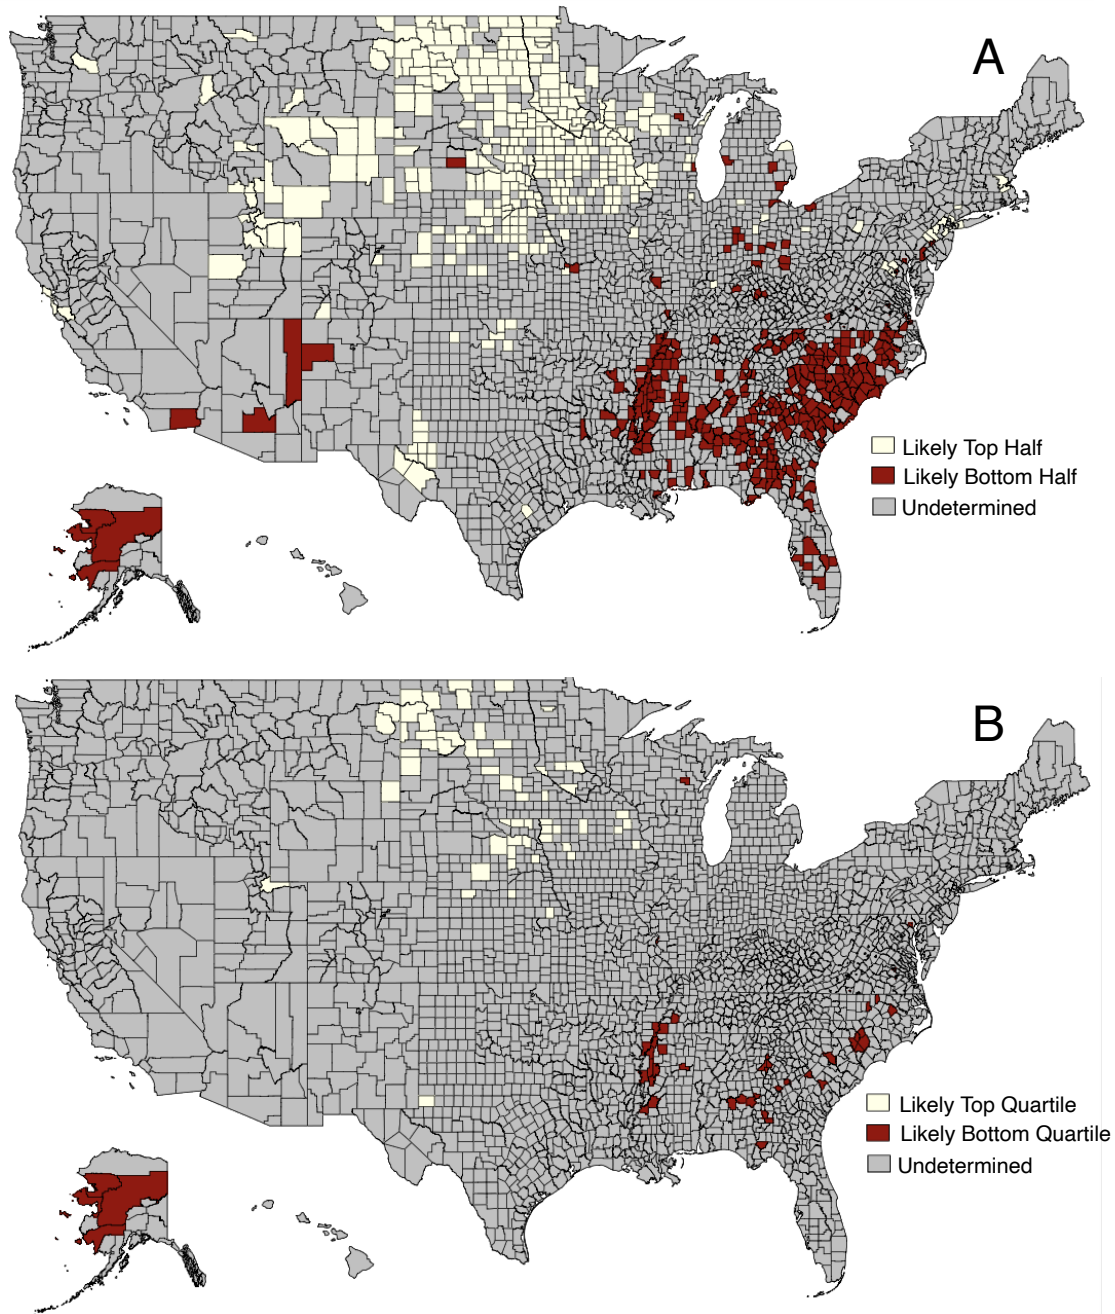 A
Likely Top Half
Likely Bottom Half
Undetermined
B
Likely Top Quartile
Likely Bottom Quartile
Undetermined